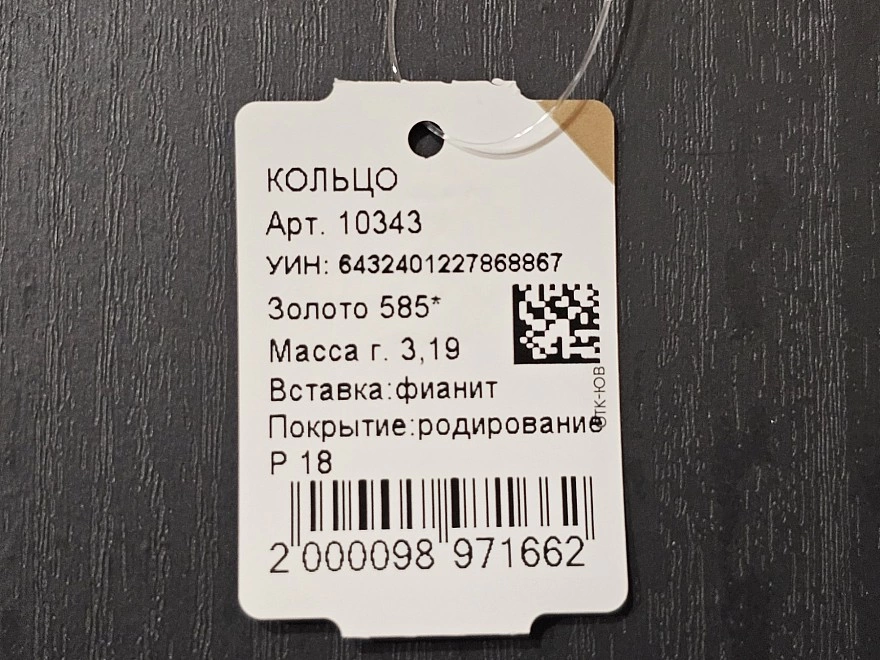 КОЛЬЦО
Арт. 10343
УИН: 6432401227868867
Золото 585*
Масса г. 3,19
Вставка:фианит
Покрытие:родирование
Р 18
ОТК-ЮВ
2 000098 971662